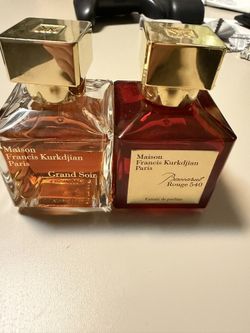 Maison
Francis Kurkdjian
Paris
Grand Soir
Maison
Francis Kurkdjian
Paris
Baccarat
Rouge 540
Extrait de parfum